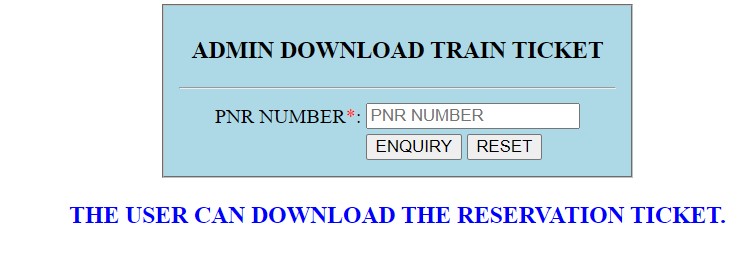 ADMIN DOWNLOAD TRAIN TICKET
PNR NUMBER*: PNR NUMBER
ENQUIRY RESET
THE USER CAN DOWNLOAD THE RESERVATION TICKET.